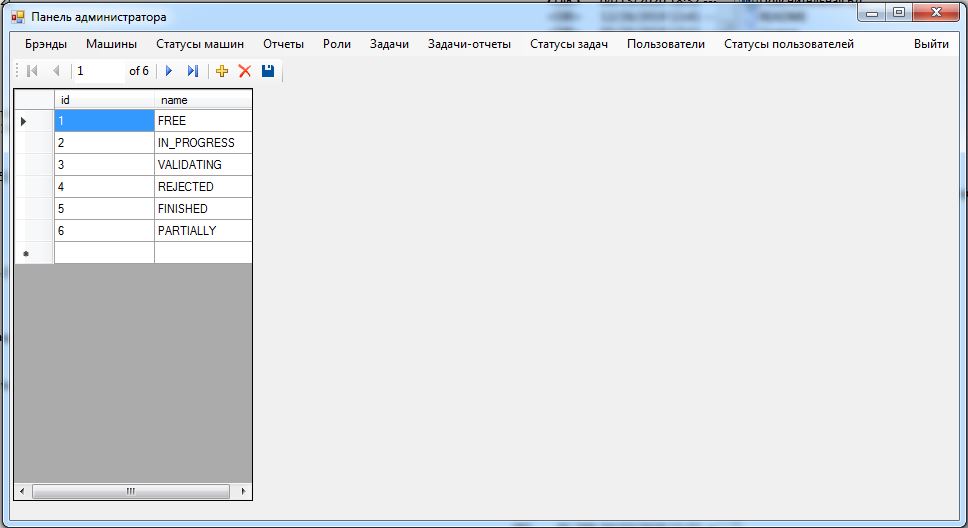 Панель администратора
Брэнды Машины Статусы машин Отчеты Роли Задачи Задачи-отчеты Статусы задач Пользователи Статусы пользователей Выйти
1 of 6
id name
1 FREE
2 IN_PROGRESS
3 VALIDATING
4 REJECTED
5 FINISHED
6 PARTIALLY